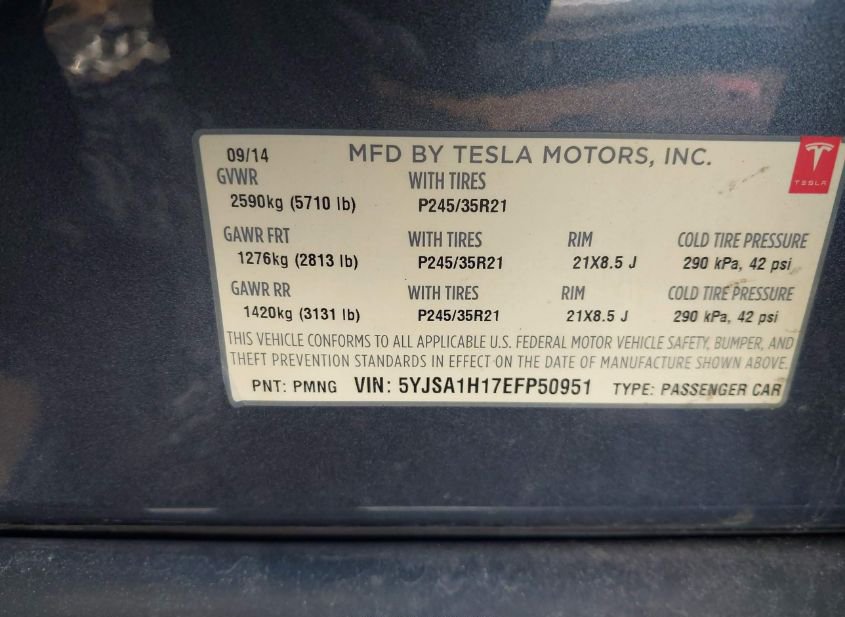 09/14 MFD BY TESLA MOTORS, INC.
TESLA
GVWR WITH TIRES
2590kg (5710 lb) P245/35R21
GAWR FRT WITH TIRES RIM COLD TIRE PRESSURE
1276kg (2813 lb) P245/35R21 21X8.5 J 290 kPa, 42 psi
GAWR RR WITH TIRES RIM COLD TIRE PRESSURE
1420kg (3131 lb) P245/35R21 21X8.5 J 290 kPa, 42 psi
THIS VEHICLE CONFORMS TO ALL APPLICABLE U.S. FEDERAL MOTOR VEHICLE SAFETY, BUMPER, AND
THEFT PREVENTION STANDARDS IN EFFECT ON THE DATE OF MANUFACTURE SHOWN ABOVE.
PNT: PMNG VIN: 5YJSA1H17EFP50951 TYPE: PASSENGER CAR